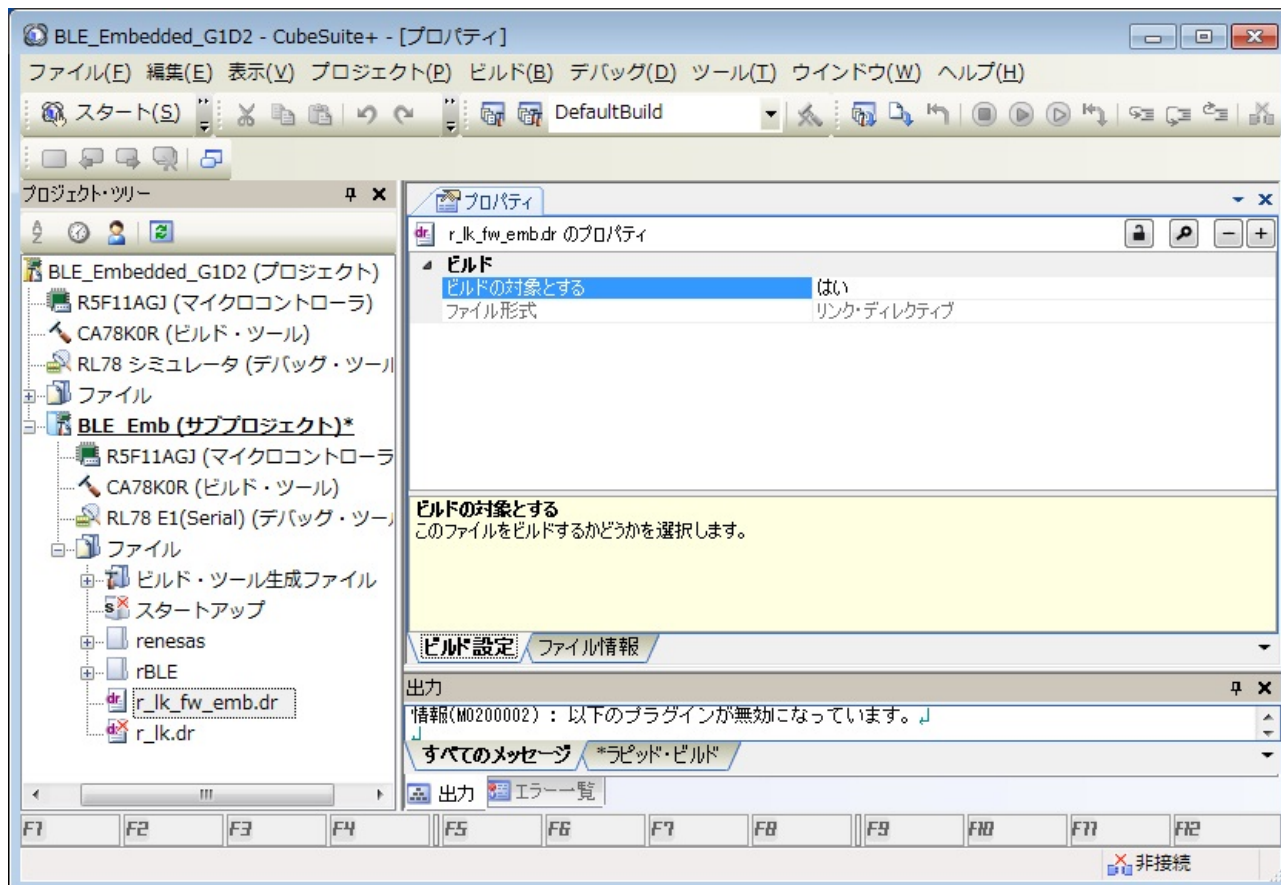 BLE_Embedded_G1D2 - CubeSuite+ - [プロパティ]
ファイル(F) 編集(E) 表示(V) プロジェクト(P) ビルド(B) デバッグ(D) ツール(T) ウインドウ(W) ヘルプ(H)
スタート(S)
DefaultBuild
プロジェクト・ツリー
BLE_Embedded_G1D2 (プロジェクト)
R5F11AGJ (マイクロコントローラ)
CA78K0R (ビルド・ツール)
RL78 シミュレータ (デバッグ・ツール
ファイル
BLE_Emb (サブプロジェクト)*
R5F11AGJ (マイクロコントローラ
CA78K0R (ビルド・ツール)
RL78 E1(Serial) (デバッグ・ツー
ファイル
ビルド・ツール生成ファイル
スタートアップ
renesas
rBLE
r_lk_fw_emb.dr
r_lk.dr
プロパティ
r_lk_fw_emb.dr のプロパティ
ビルド
ビルドの対象とする はい
ファイル形式 リンク・ディレクティブ
ビルドの対象とする
このファイルをビルドするかどうかを選択します。
ビルド設定 ファイル情報
出力
情報(M0200002) : 以下のプラグインが無効になっています。
すべてのメッセージ *ラピッド・ビルド
出力 エラー一覧
F1 F2 F3 F4 F5 F6 F7 F8 F9 F10 F11 F12
非接続